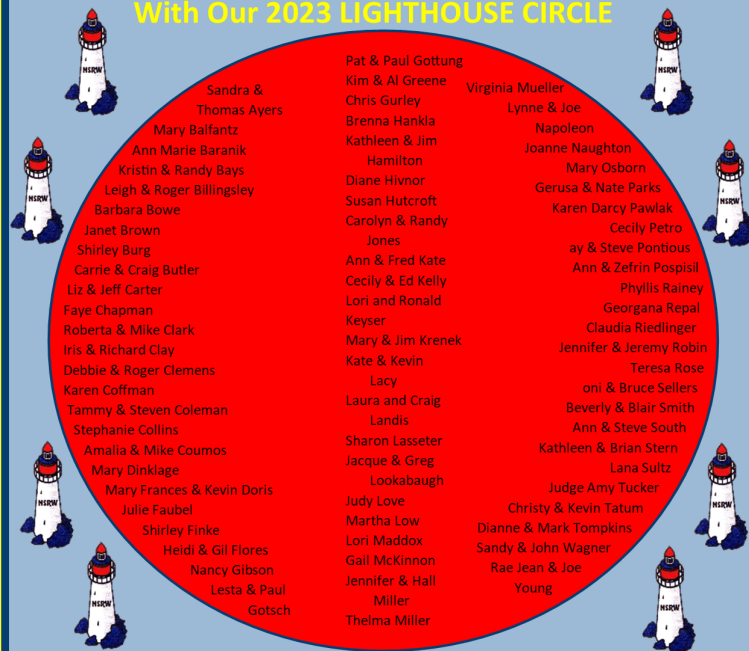 With Our 2023 LIGHTHOUSE CIRCLE
Sandra &
Thomas Ayers
Mary Balfantz
Ann Marie Baranik
Kristin & Randy Bays
Leigh & Roger Billingsley
Barbara Bowe
Janet Brown
Shirley Burg
Carrie & Craig Butler
Liz & Jeff Carter
Faye Chapman
Roberta & Mike Clark
Iris & Richard Clay
Debbie & Roger Clemens
Karen Coffman
Tammy & Steven Coleman
Stephanie Collins
Amalia & Mike Coumos
Mary Dinklage
Mary Frances & Kevin Doris
Julie Faubel
Shirley Finke
Heidi & Gil Flores
Nancy Gibson
Lesta & Paul
Gotsch
Pat & Paul Gottung
Kim & Al Greene
Chris Gurley
Brenna Hankla
Kathleen & Jim
Hamilton
Diane Hivnor
Susan Hutcroft
Carolyn & Randy
Jones
Ann & Fred Kate
Cecily & Ed Kelly
Lori and Ronald
Keyser
Mary & Jim Krenek
Kate & Kevin
Lacy
Laura and Craig
Landis
Sharon Lasseter
Jacque & Greg
Lookabaugh
Judy Love
Martha Low
Lori Maddox
Gail McKinnon
Jennifer & Hall
Miller
Thelma Miller
Virginia Mueller
Lynne & Joe
Napoleon
Joanne Naughton
Mary Osborn
Gerusa & Nate Parks
Karen Darcy Pawlak
Cecily Petro
ay & Steve Pontious
Ann & Zefrin Pospisil
Phyllis Rainey
Georgana Repal
Claudia Riedlinger
Jennifer & Jeremy Robin
Teresa Rose
oni & Bruce Sellers
Beverly & Blair Smith
Ann & Steve South
Kathleen & Brian Stern
Lana Sultz
Judge Amy Tucker
Christy & Kevin Tatum
Dianne & Mark Tompkins
Sandy & John Wagner
Rae Jean & Joe
Young
NSRW
NSRW
NSRW
NSRW
NSRW
NSRW
NSRW
NSRW